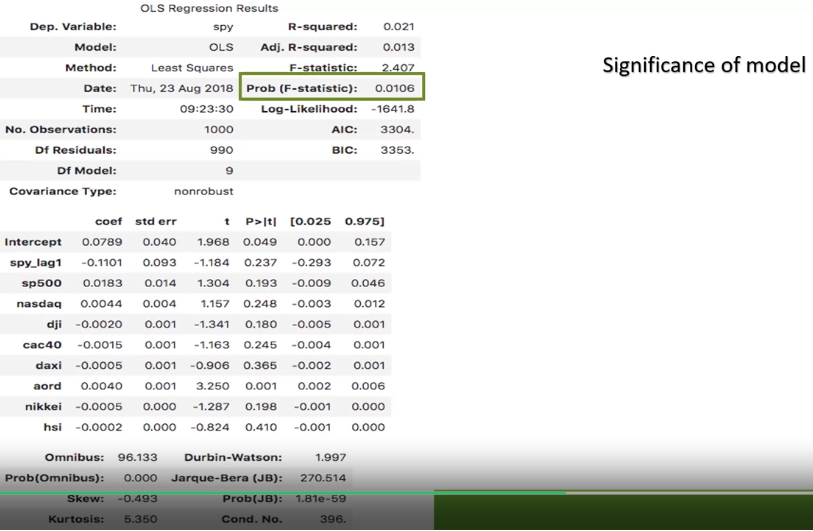 OLS Regression Results
Dep. Variable: spy R-squared: 0.021
Model: OLS Adj. R-squared: 0.013
Method: Least Squares F-statistic: 2.407
Date: Thu, 23 Aug 2018 Prob (F-statistic): 0.0106
Time: 09:23:30 Log-Likelihood: -1641.8
No. Observations: 1000 AIC: 3304.
Df Residuals: 990 BIC: 3353.
Df Model: 9
Covariance Type: nonrobust
Significance of model
coef std err t P>|t| [0.025 0.975]
Intercept 0.0789 0.040 1.968 0.049 0.000 0.157
spy_lag1 -0.1101 0.093 -1.184 0.237 -0.293 0.072
sp500 0.0183 0.014 1.304 0.193 -0.009 0.046
nasdaq 0.0044 0.004 1.157 0.248 -0.003 0.012
dji -0.0020 0.001 -1.341 0.180 -0.005 0.001
cac40 -0.0015 0.001 -1.163 0.245 -0.004 0.001
daxi -0.0005 0.001 -0.906 0.365 -0.002 0.001
aord 0.0040 0.001 3.250 0.001 0.002 0.006
nikkei -0.0005 0.000 -1.287 0.198 -0.001 0.000
hsi -0.0002 0.000 -0.824 0.410 -0.001 0.000
Omnibus: 96.133 Durbin-Watson: 1.997
Prob(Omnibus): 0.000 Jarque-Bera (JB): 270.514
Skew: -0.493 Prob(JB): 1.81e-59
Kurtosis: 5.350 Cond. No. 396.